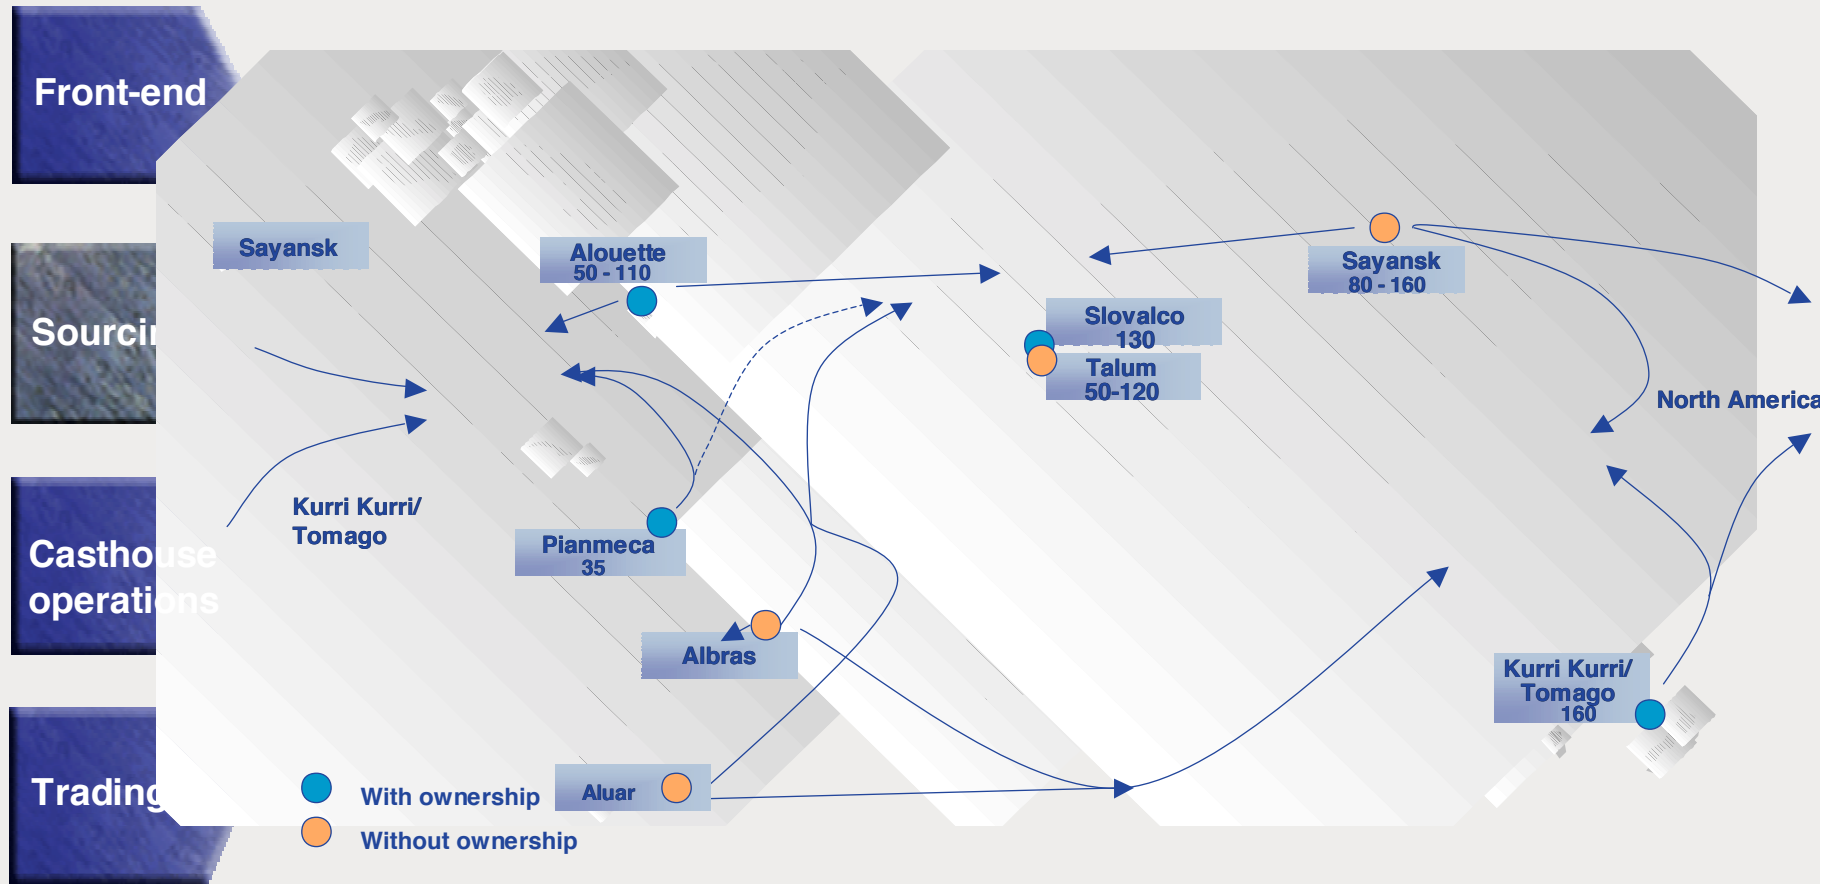 Front-end
Sourcin
Casthouse
operations
Trading
Sayansk
Alouette
50 - 110
Sayansk
80 - 160
Slovalco
130
Talum
50-120
North America
Kurri Kurri/
Tomago
Pianmeca
35
Albras
Kurri Kurri/
Tomago
160
Aluar
With ownership
Without ownership